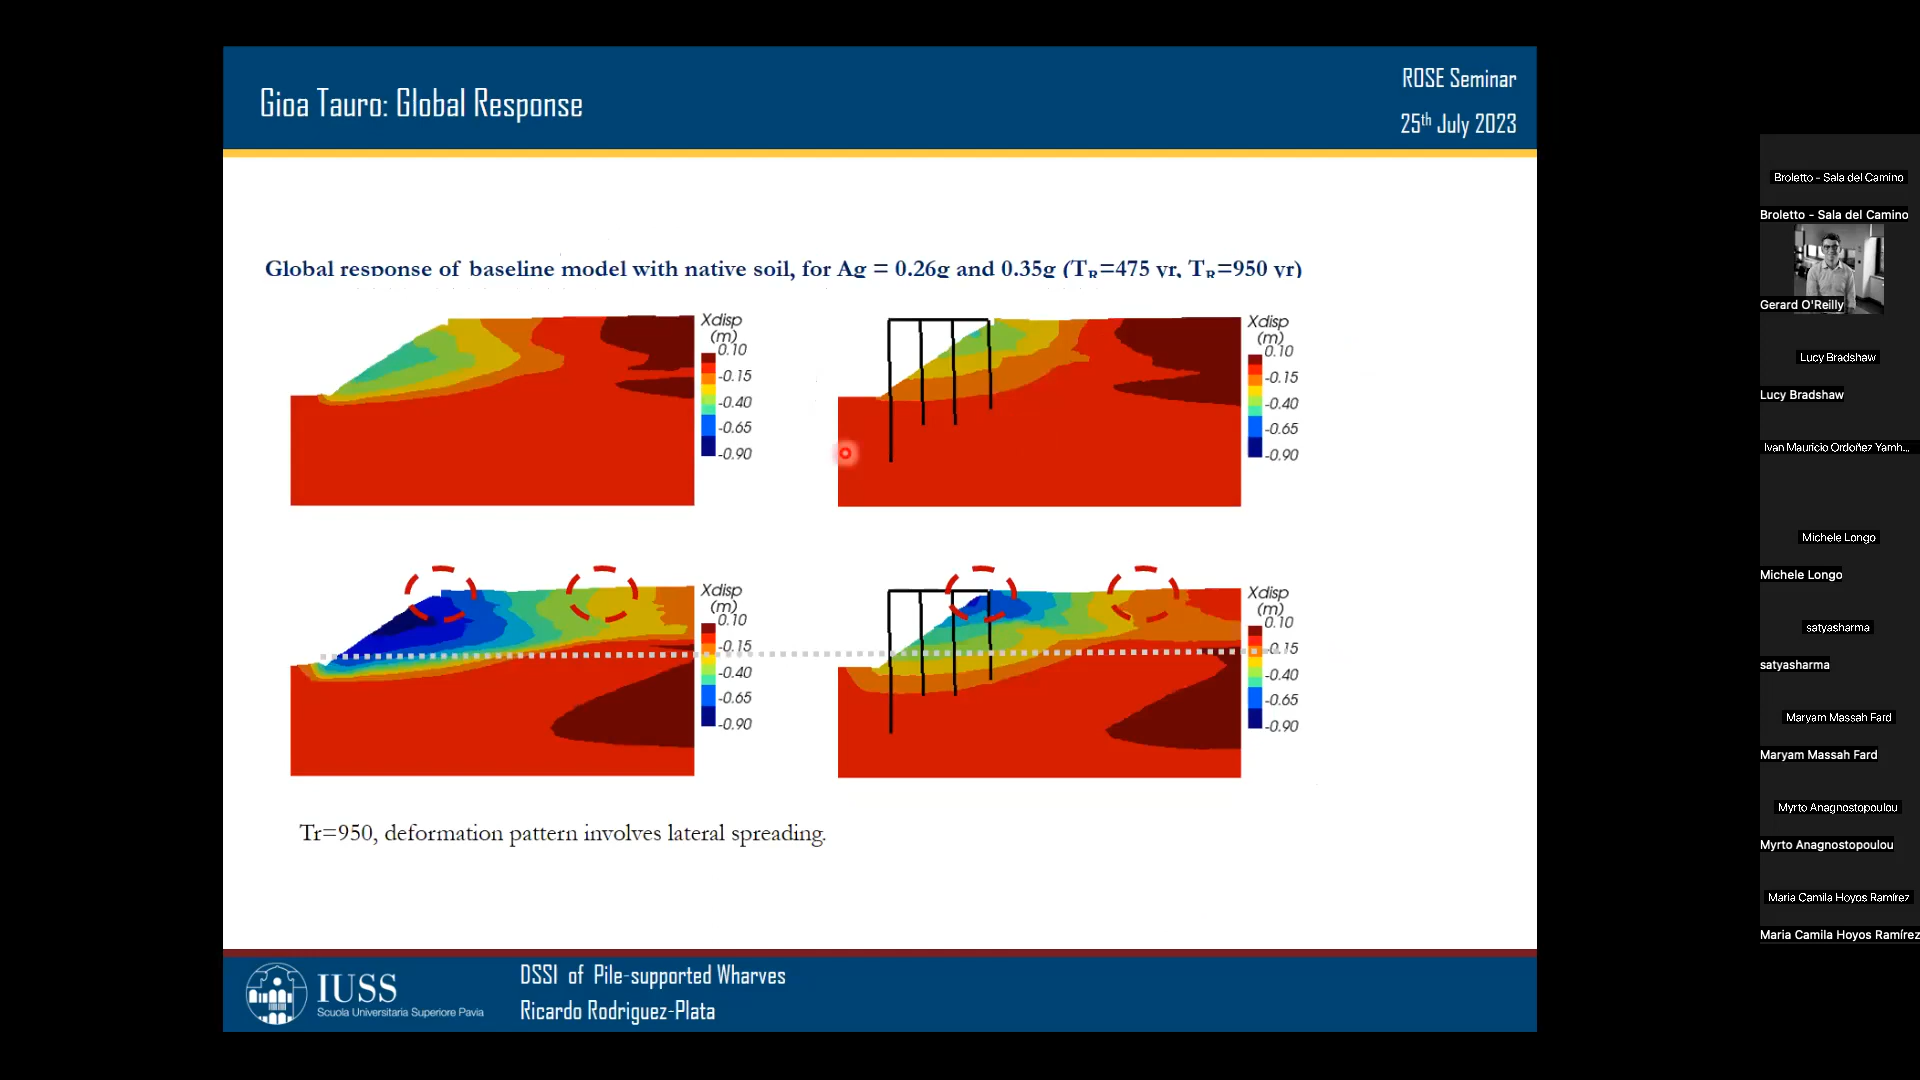 Gioa Tauro: Global Response
ROSE Seminar
25th July 2023
Global response of baseline model with native soil, for Ag = 0.26g and 0.35g (TR=475 yr, TR=950 yr)
Xdisp
(m)
0.10
-0.15
-0.40
-0.65
-0.90
Xdisp
(m)
0.10
-0.15
-0.40
-0.65
-0.90
Xdisp
(m)
0.10
-0.15
-0.40
-0.65
-0.90
Xdisp
(m)
0.10
-0.15
-0.40
-0.65
-0.90
Tr=950, deformation pattern involves lateral spreading.
IUSS
Scuola Universitaria Superiore Pavia
DSSI of Pile-supported Wharves
Ricardo Rodriguez-Plata
Broletto - Sala del Camino
Broletto - Sala del Camino
Gerard O'Reilly
Lucy Bradshaw
Lucy Bradshaw
Ivan Mauricio Ordoñez Yamh...
Michele Longo
Michele Longo
satyasharma
satyasharma
Maryam Massah Fard
Maryam Massah Fard
Myrto Anagnostopoulou
Myrto Anagnostopoulou
Maria Camila Hoyos Ramírez
Maria Camila Hoyos Ramírez